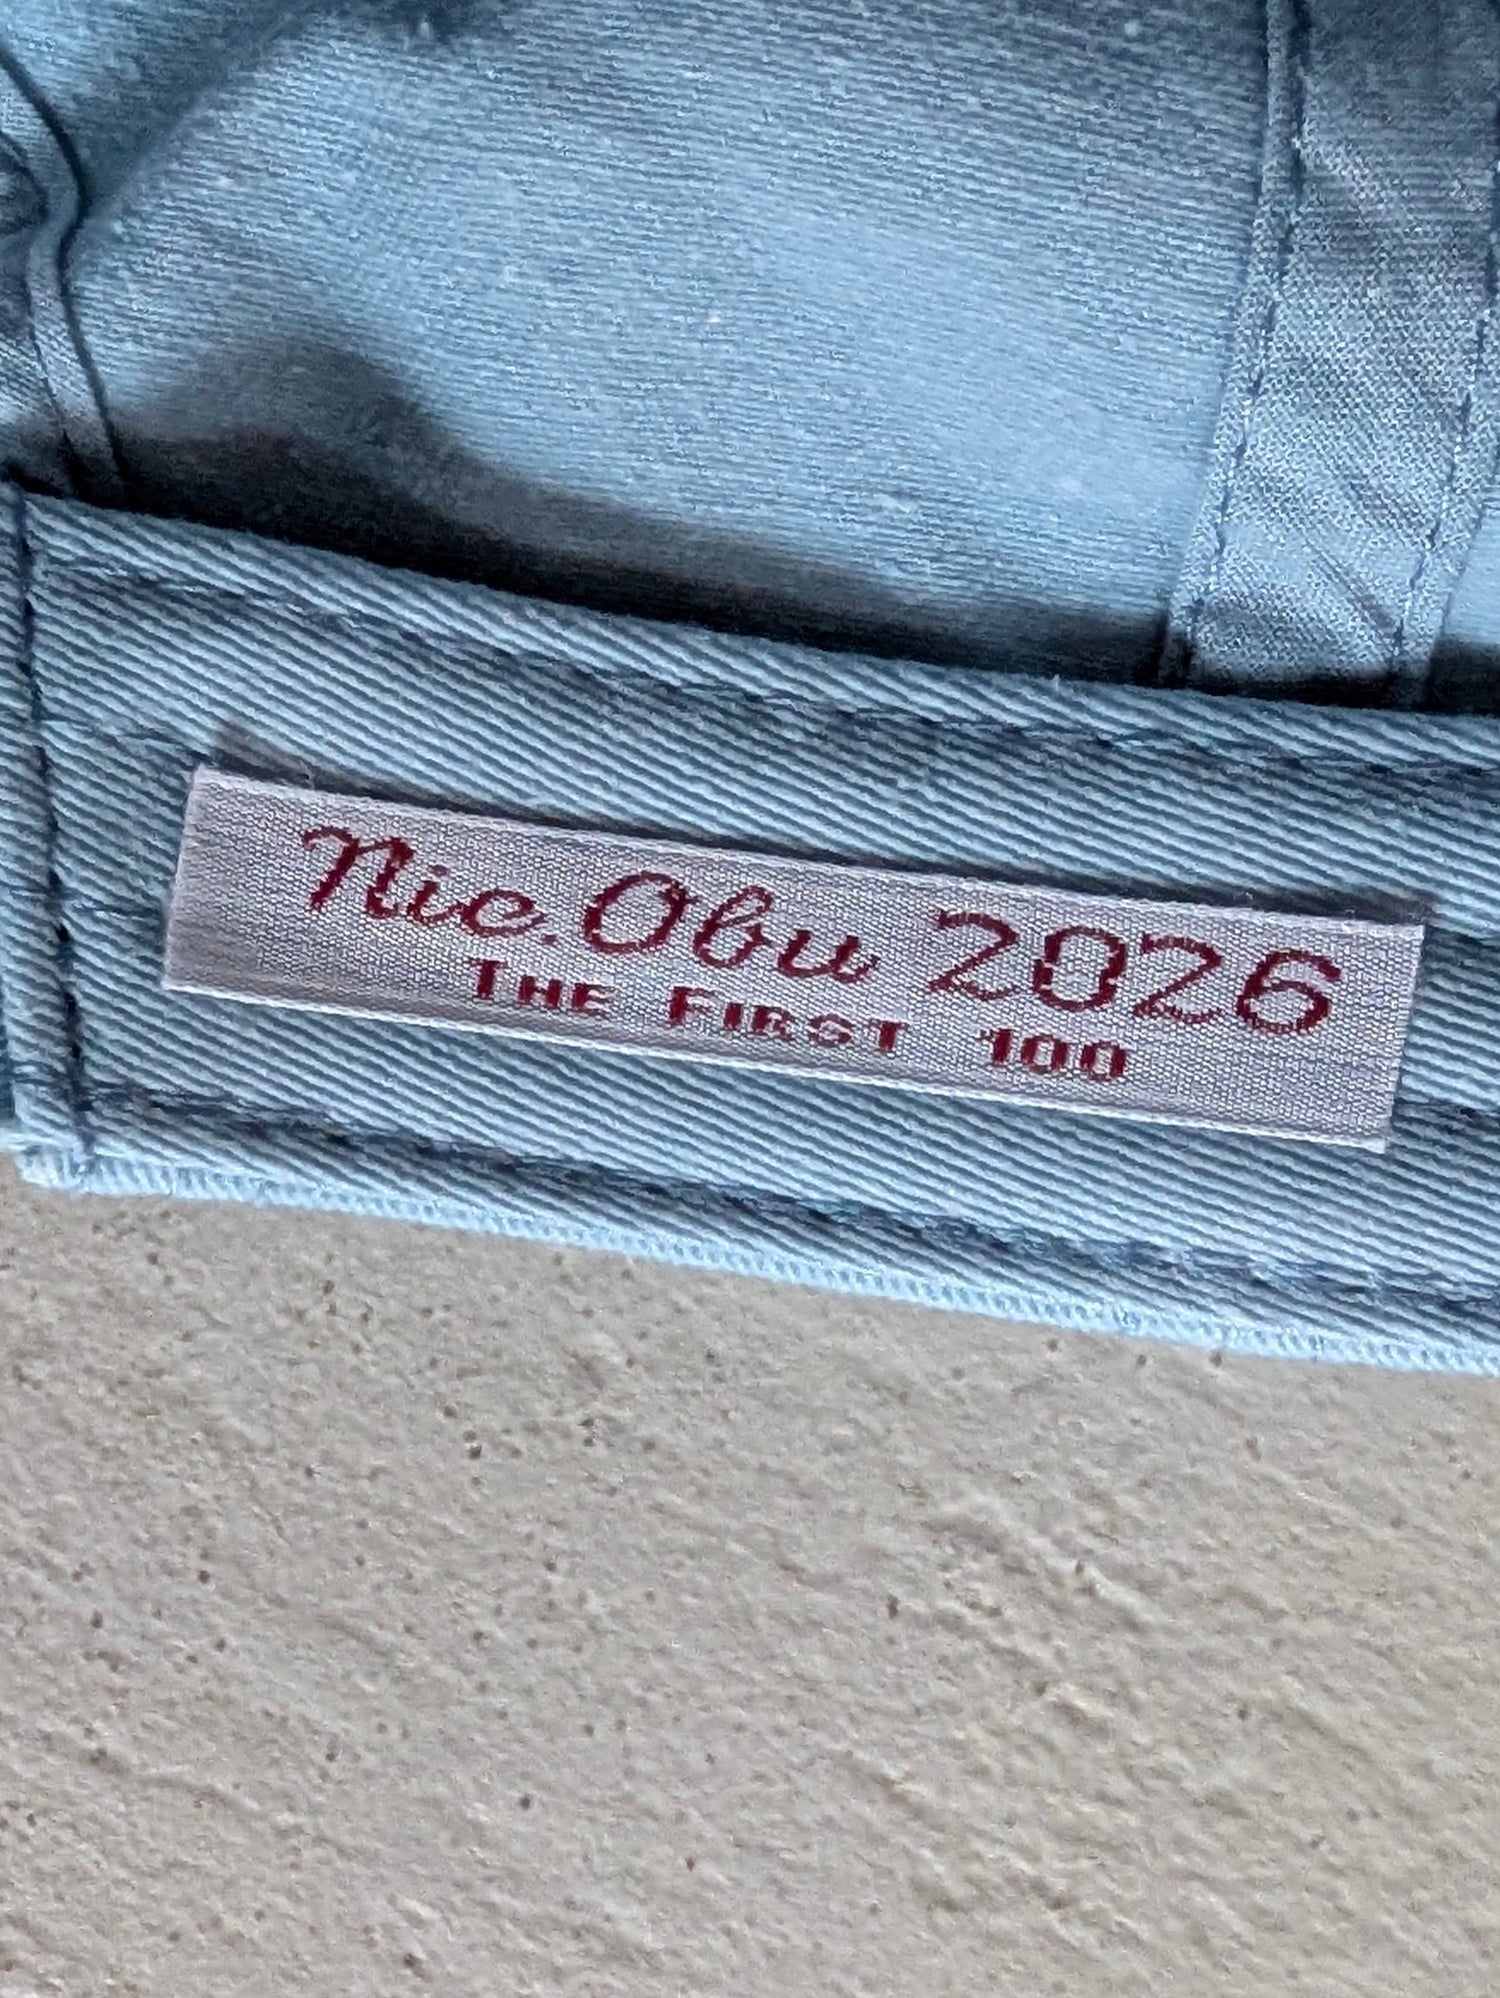 Nic.Obu 2026
THE FIRST 100